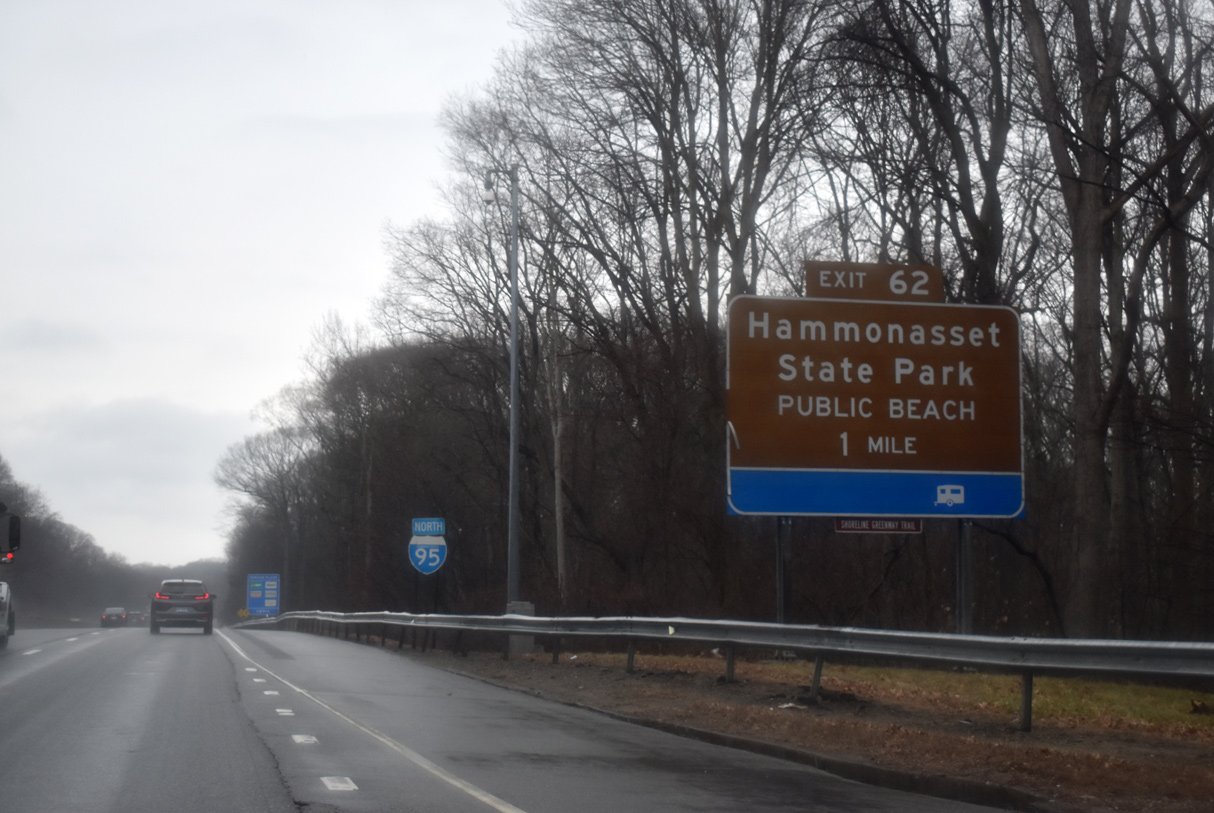 EXIT 62
Hammonasset
State Park
PUBLIC BEACH
1 MILE
SHORELINE GREENWAY TRAIL
NORTH
95